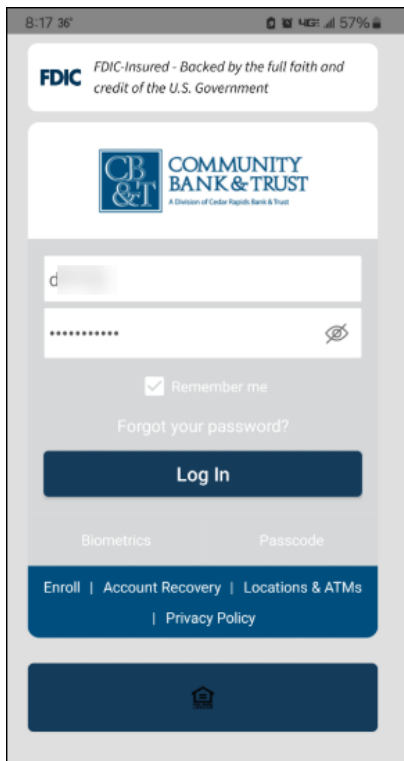 8:17 36° 4GE 57%
FDIC FDIC-Insured - Backed by the full faith and
credit of the U.S. Government
CB
&T
COMMUNITY
BANK & TRUST
A Division of Cedar Rapids Bank & Trust
d
•••••••••••
Remember me
Forgot your password?
Log In
Biometrics Passcode
Enroll | Account Recovery | Locations & ATMs
| Privacy Policy